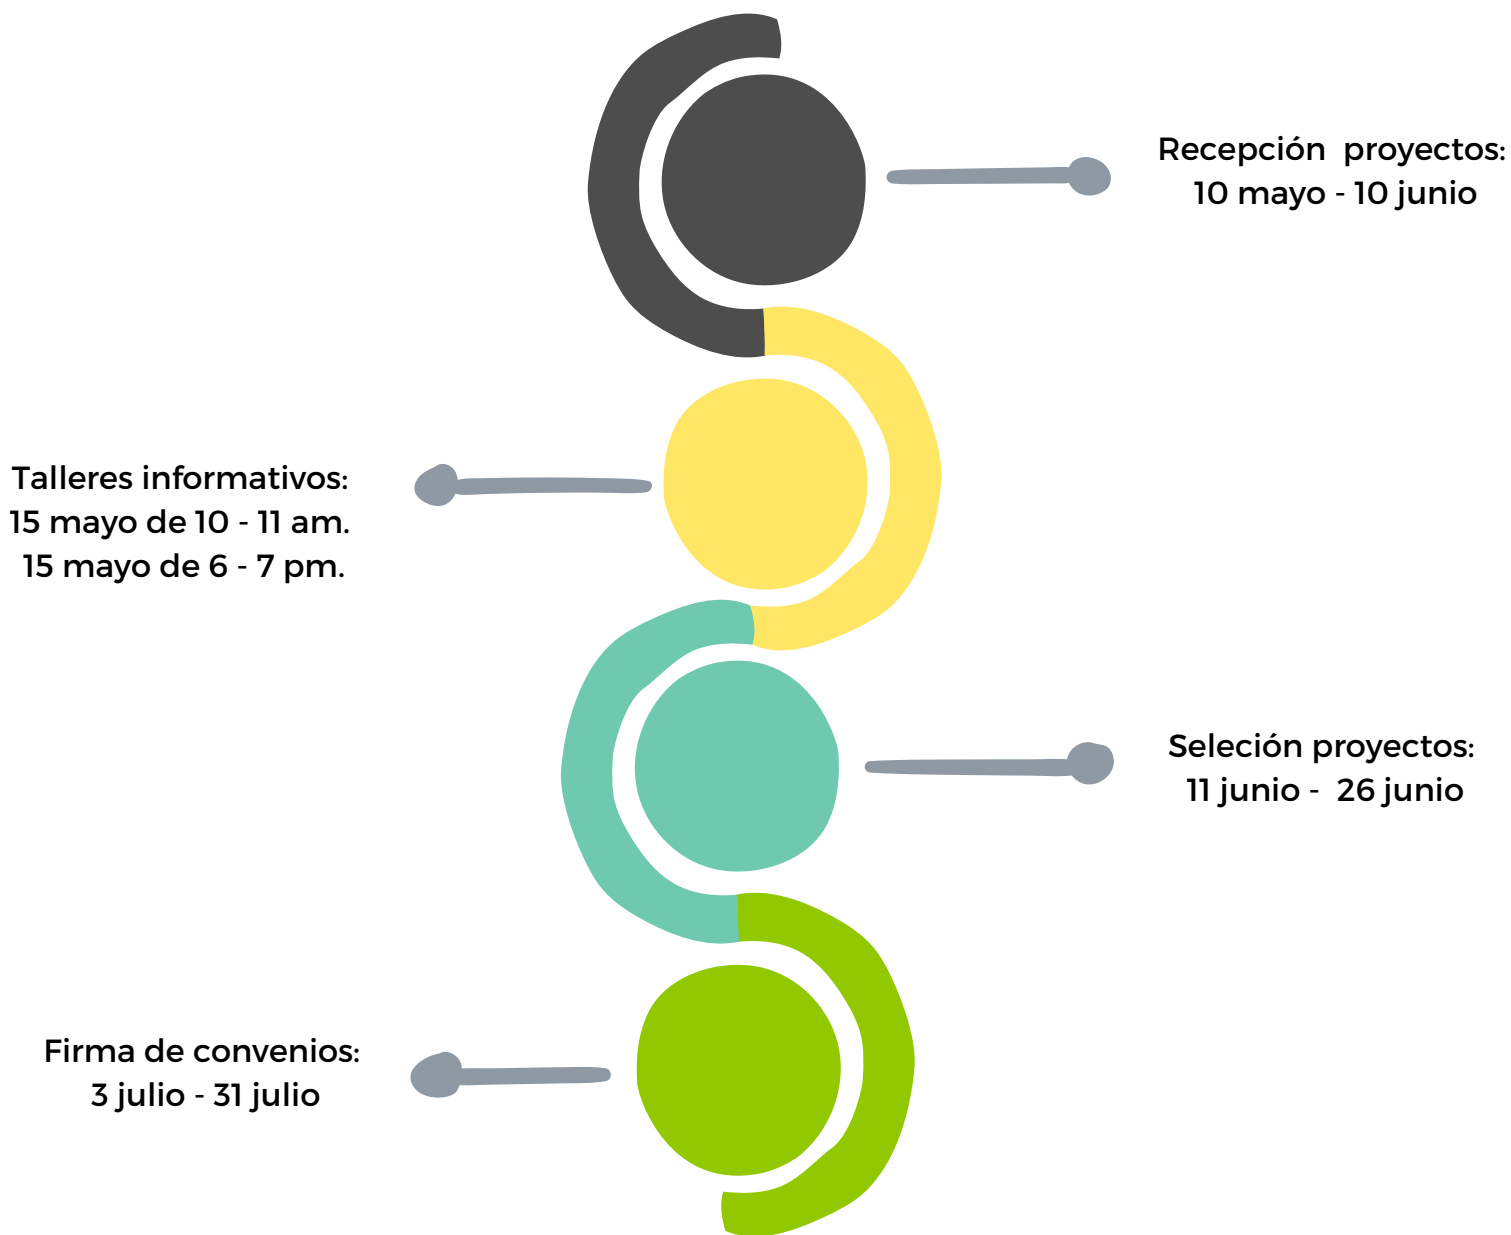 Recepción proyectos:
10 mayo - 10 junio
Talleres informativos:
15 mayo de 10 - 11 am.
15 mayo de 6 - 7 pm.
Seleción proyectos:
11 junio - 26 junio
Firma de convenios:
3 julio - 31 julio